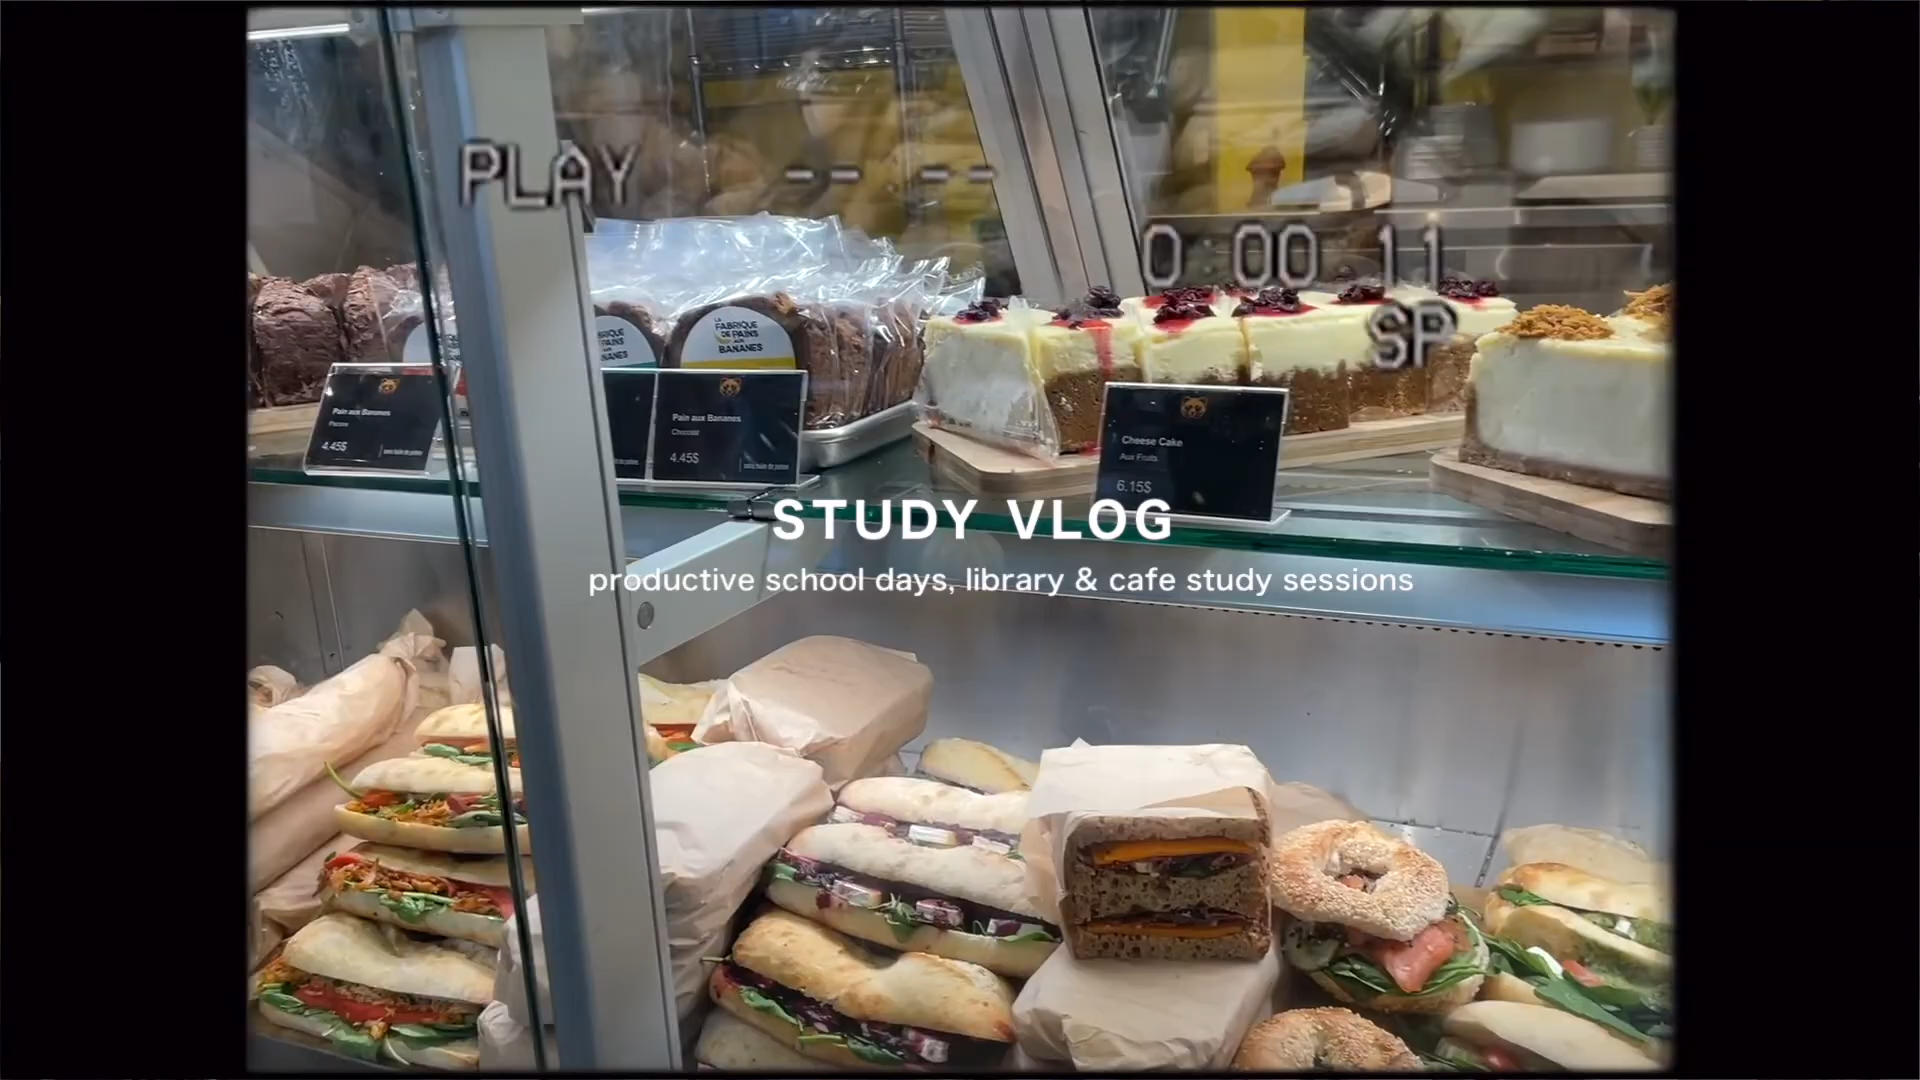 PLAY -- --
0 00 11
SP
LA
FABRIQUE
DE PAINS
AUX
BANANES
Pain aux Bananes
Pacane
4.45$
Pain aux Bananes
Chocolat
4.45$
Cheese Cake
Aux Fruits
6.15$
STUDY VLOG
productive school days, library & cafe study sessions